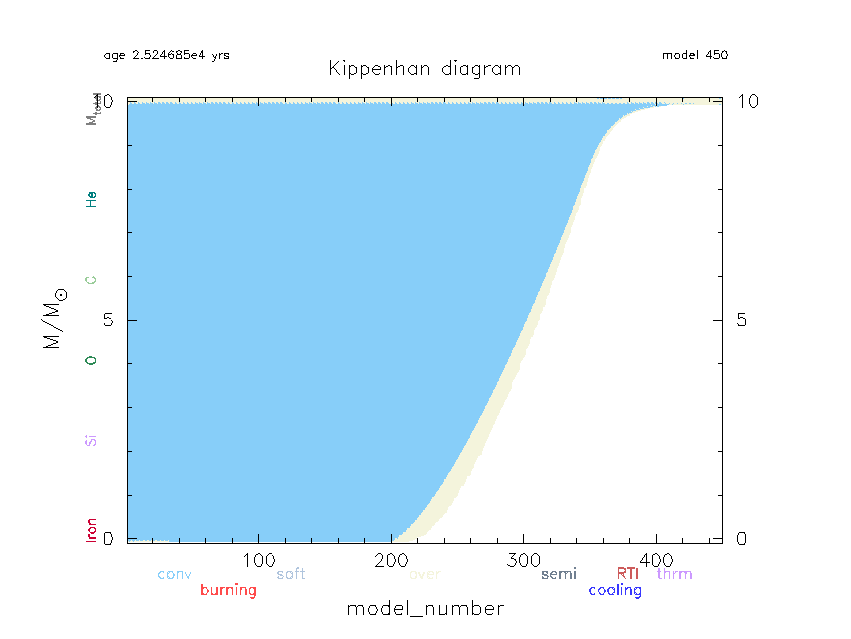 age 2.524685e4 yrs
model 450
Kippenhan diagram
M_total
10
10
He
C
M/M☉
5
5
O
Si
Iron
0
0
100
200
300
400
conv
soft
over
semi
RTI
thrm
burning
cooling
model_number